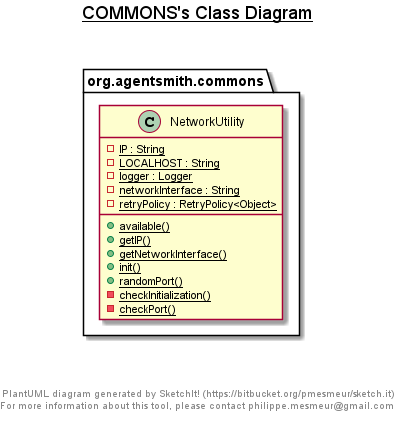 COMMONS's Class Diagram
org.agentsmith.commons
C NetworkUtility
IP : String
LOCALHOST : String
logger : Logger
networkInterface : String
retryPolicy : RetryPolicy<Object>
available()
getIP()
getNetworkInterface()
init()
randomPort()
checkInitialization()
checkPort()
PlantUML diagram generated by SketchIt! (https://bitbucket.org/pmesmeur/sketch.it)
For more information about this tool, please contact philippe.mesmeur@gmail.com